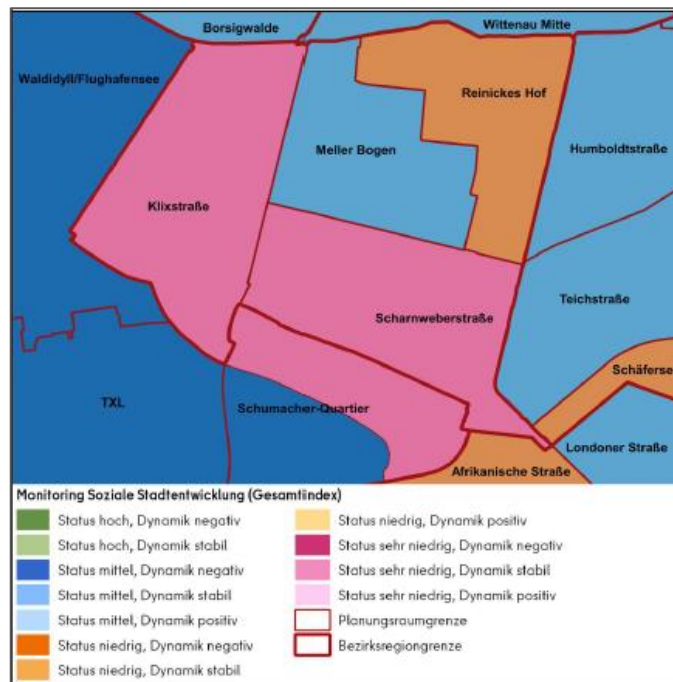 Borsigwalde
Wittenau Mitte
Waldidyll/Flughafensee
Reinickes Hof
Meller Bogen
Humboldtstraße
Klixstraße
Teichstraße
Scharnweberstraße
Schäferse
TXL
Schumacher-Quartier
Londoner Straße
Afrikanische Straße
Monitoring Soziale Stadtentwicklung (Gesamtindex)
Status hoch, Dynamik negativ
Status hoch, Dynamik stabil
Status mittel, Dynamik negativ
Status mittel, Dynamik stabil
Status mittel, Dynamik positiv
Status niedrig, Dynamik negativ
Status niedrig, Dynamik stabil
Status niedrig, Dynamik positiv
Status sehr niedrig, Dynamik negativ
Status sehr niedrig, Dynamik stabil
Status sehr niedrig, Dynamik positiv
Planungsraumgrenze
Bezirksregiongrenze